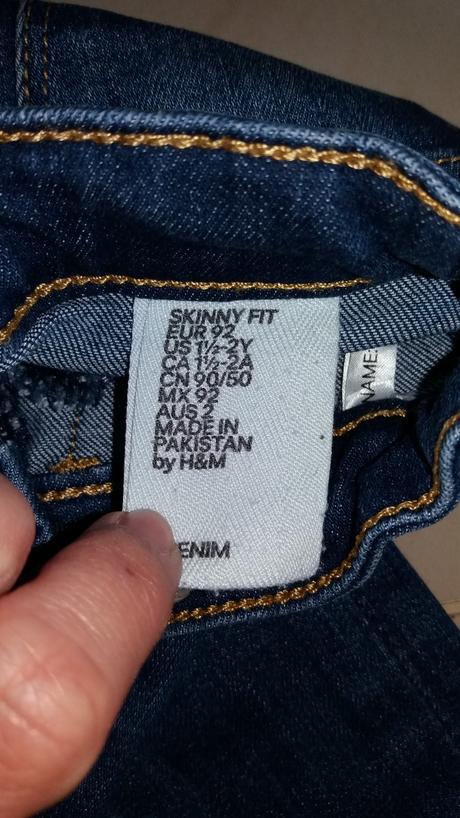 SKINNY FIT
EUR 92
US 1½-2Y
CA 1½-2A
CN 90/50
MX 92
AUS 2
MADE IN
PAKISTAN
by H&M
ENIM
NAME: